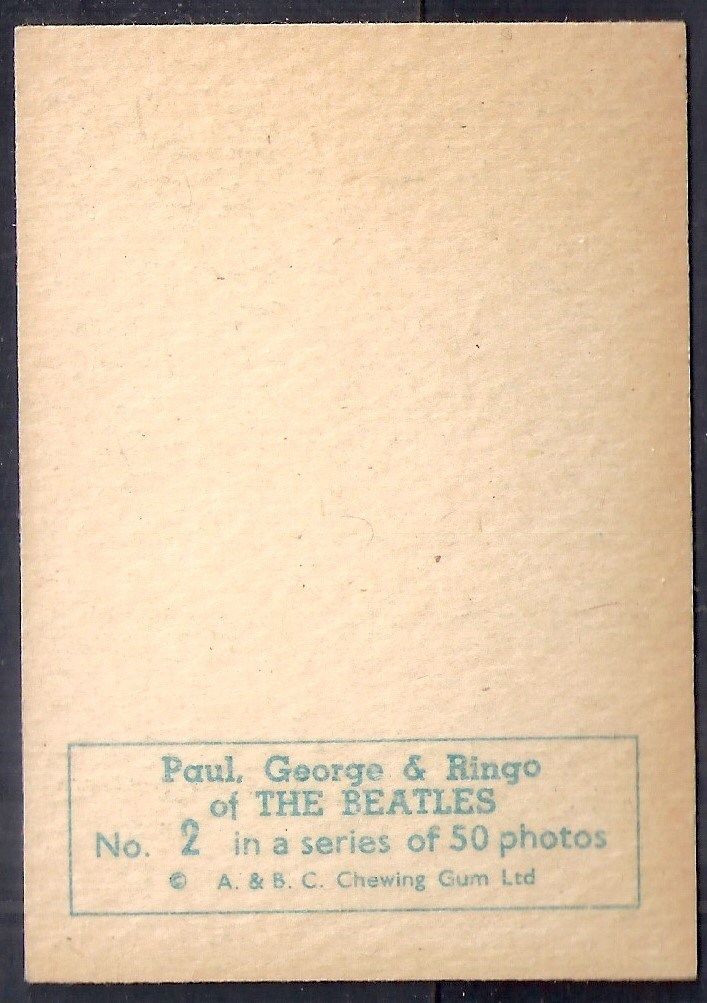 Paul, George & Ringo
of THE BEATLES
No. 2 in a series of 50 photos
© A. & B. C. Chewing Gum Ltd